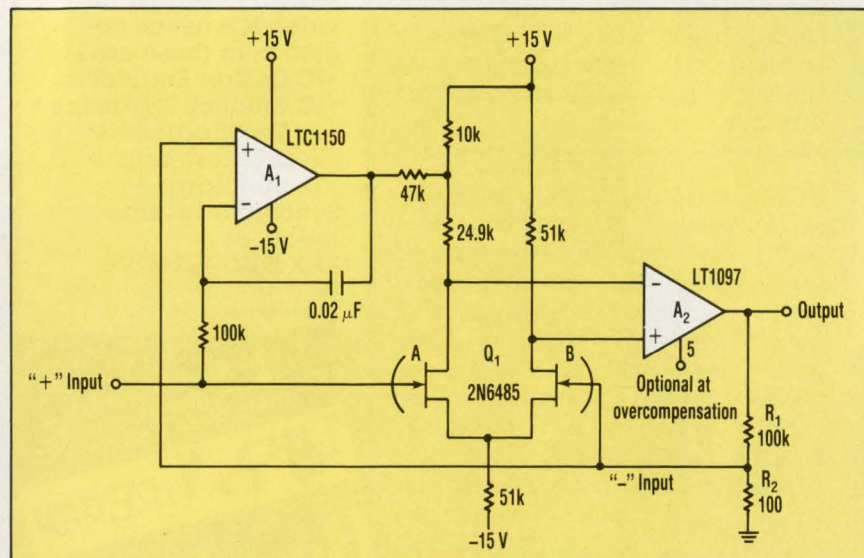 +15 V
+15 V
LTC1150
10k
+
A1
47k
−
−15 V
24.9k
51k
LT1097
0.02 μF
−
A2
Output
+
100k
A
Q1
B
5
"+" Input
2N6485
Optional at
overcompensation
R1
100k
"−" Input
R2
100
51k
−15 V